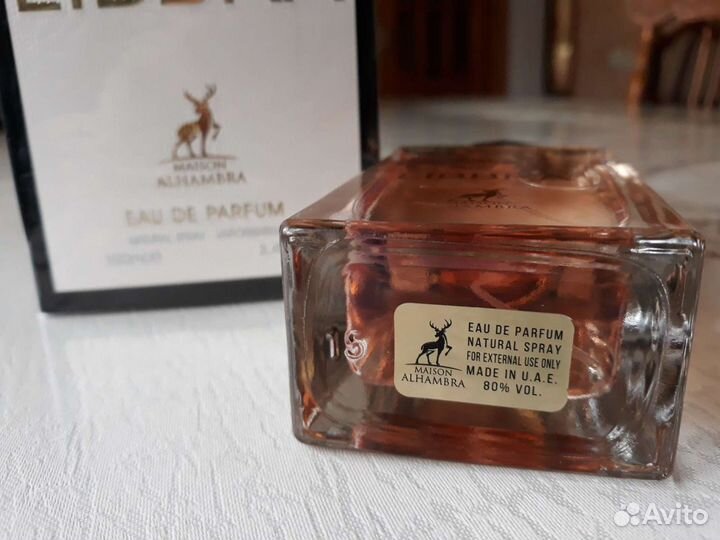 MAISON
ALHAMBRA
EAU DE PARFUM
ALHAMBRA
MAISON
ALHAMBRA
EAU DE PARFUM
NATURAL SPRAY
FOR EXTERNAL USE ONLY
MADE IN U.A.E.
80% VOL.
Avito